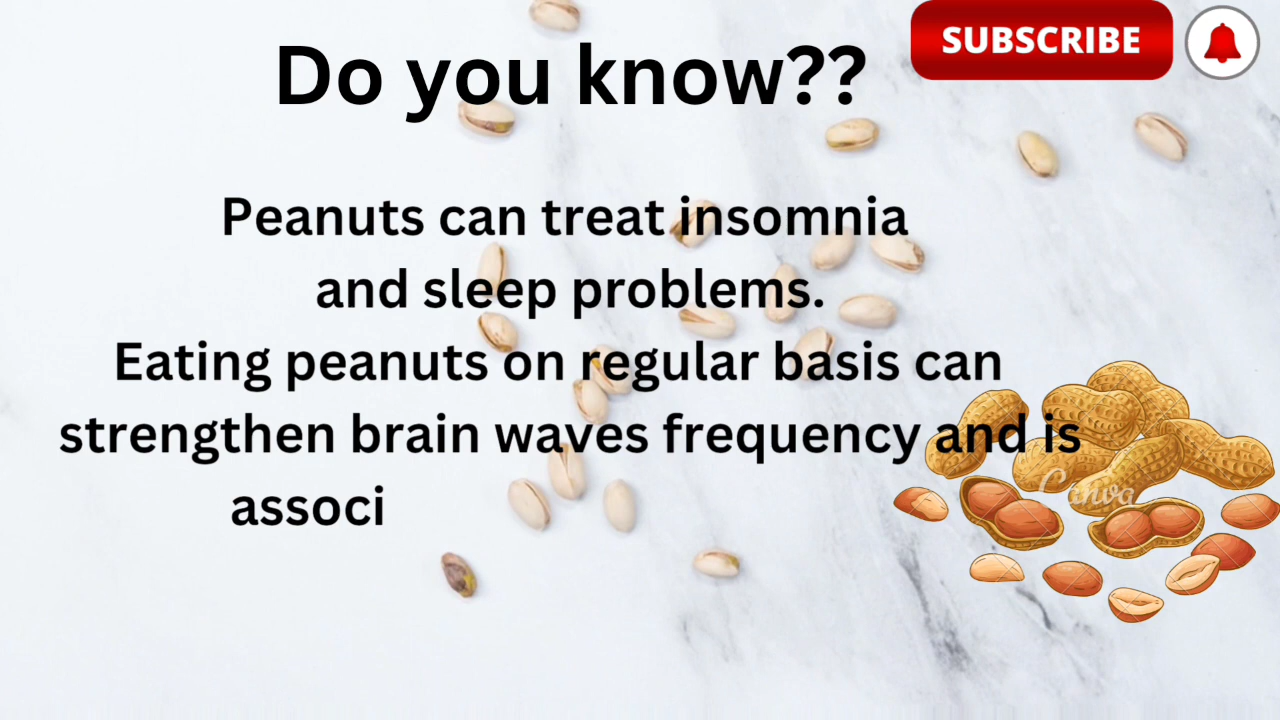 SUBSCRIBE
Do you know??
Peanuts can treat insomnia
and sleep problems.
Eating peanuts on regular basis can
strengthen brain waves frequency and is
associ
Canva